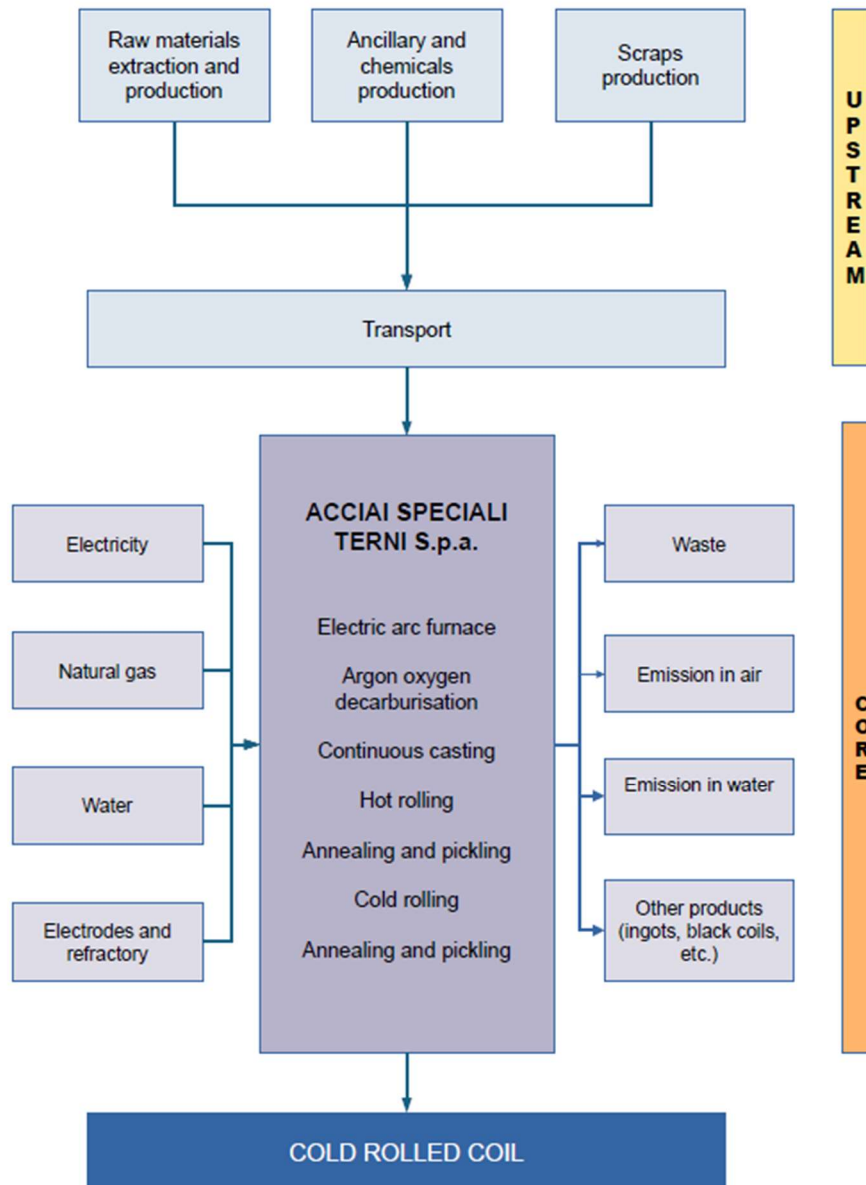 Raw materials
extraction and
production
Ancillary and
chemicals
production
Scraps
production
UPSTREAM
Transport
ACCIAI SPECIALI
TERNI S.p.a.
Electric arc furnace
Argon oxygen
decarburisation
Continuous casting
Hot rolling
Annealing and pickling
Cold rolling
Annealing and pickling
Electricity
Natural gas
Water
Electrodes and
refractory
Waste
Emission in air
Emission in water
Other products
(ingots, black coils,
etc.)
CORE
COLD ROLLED COIL